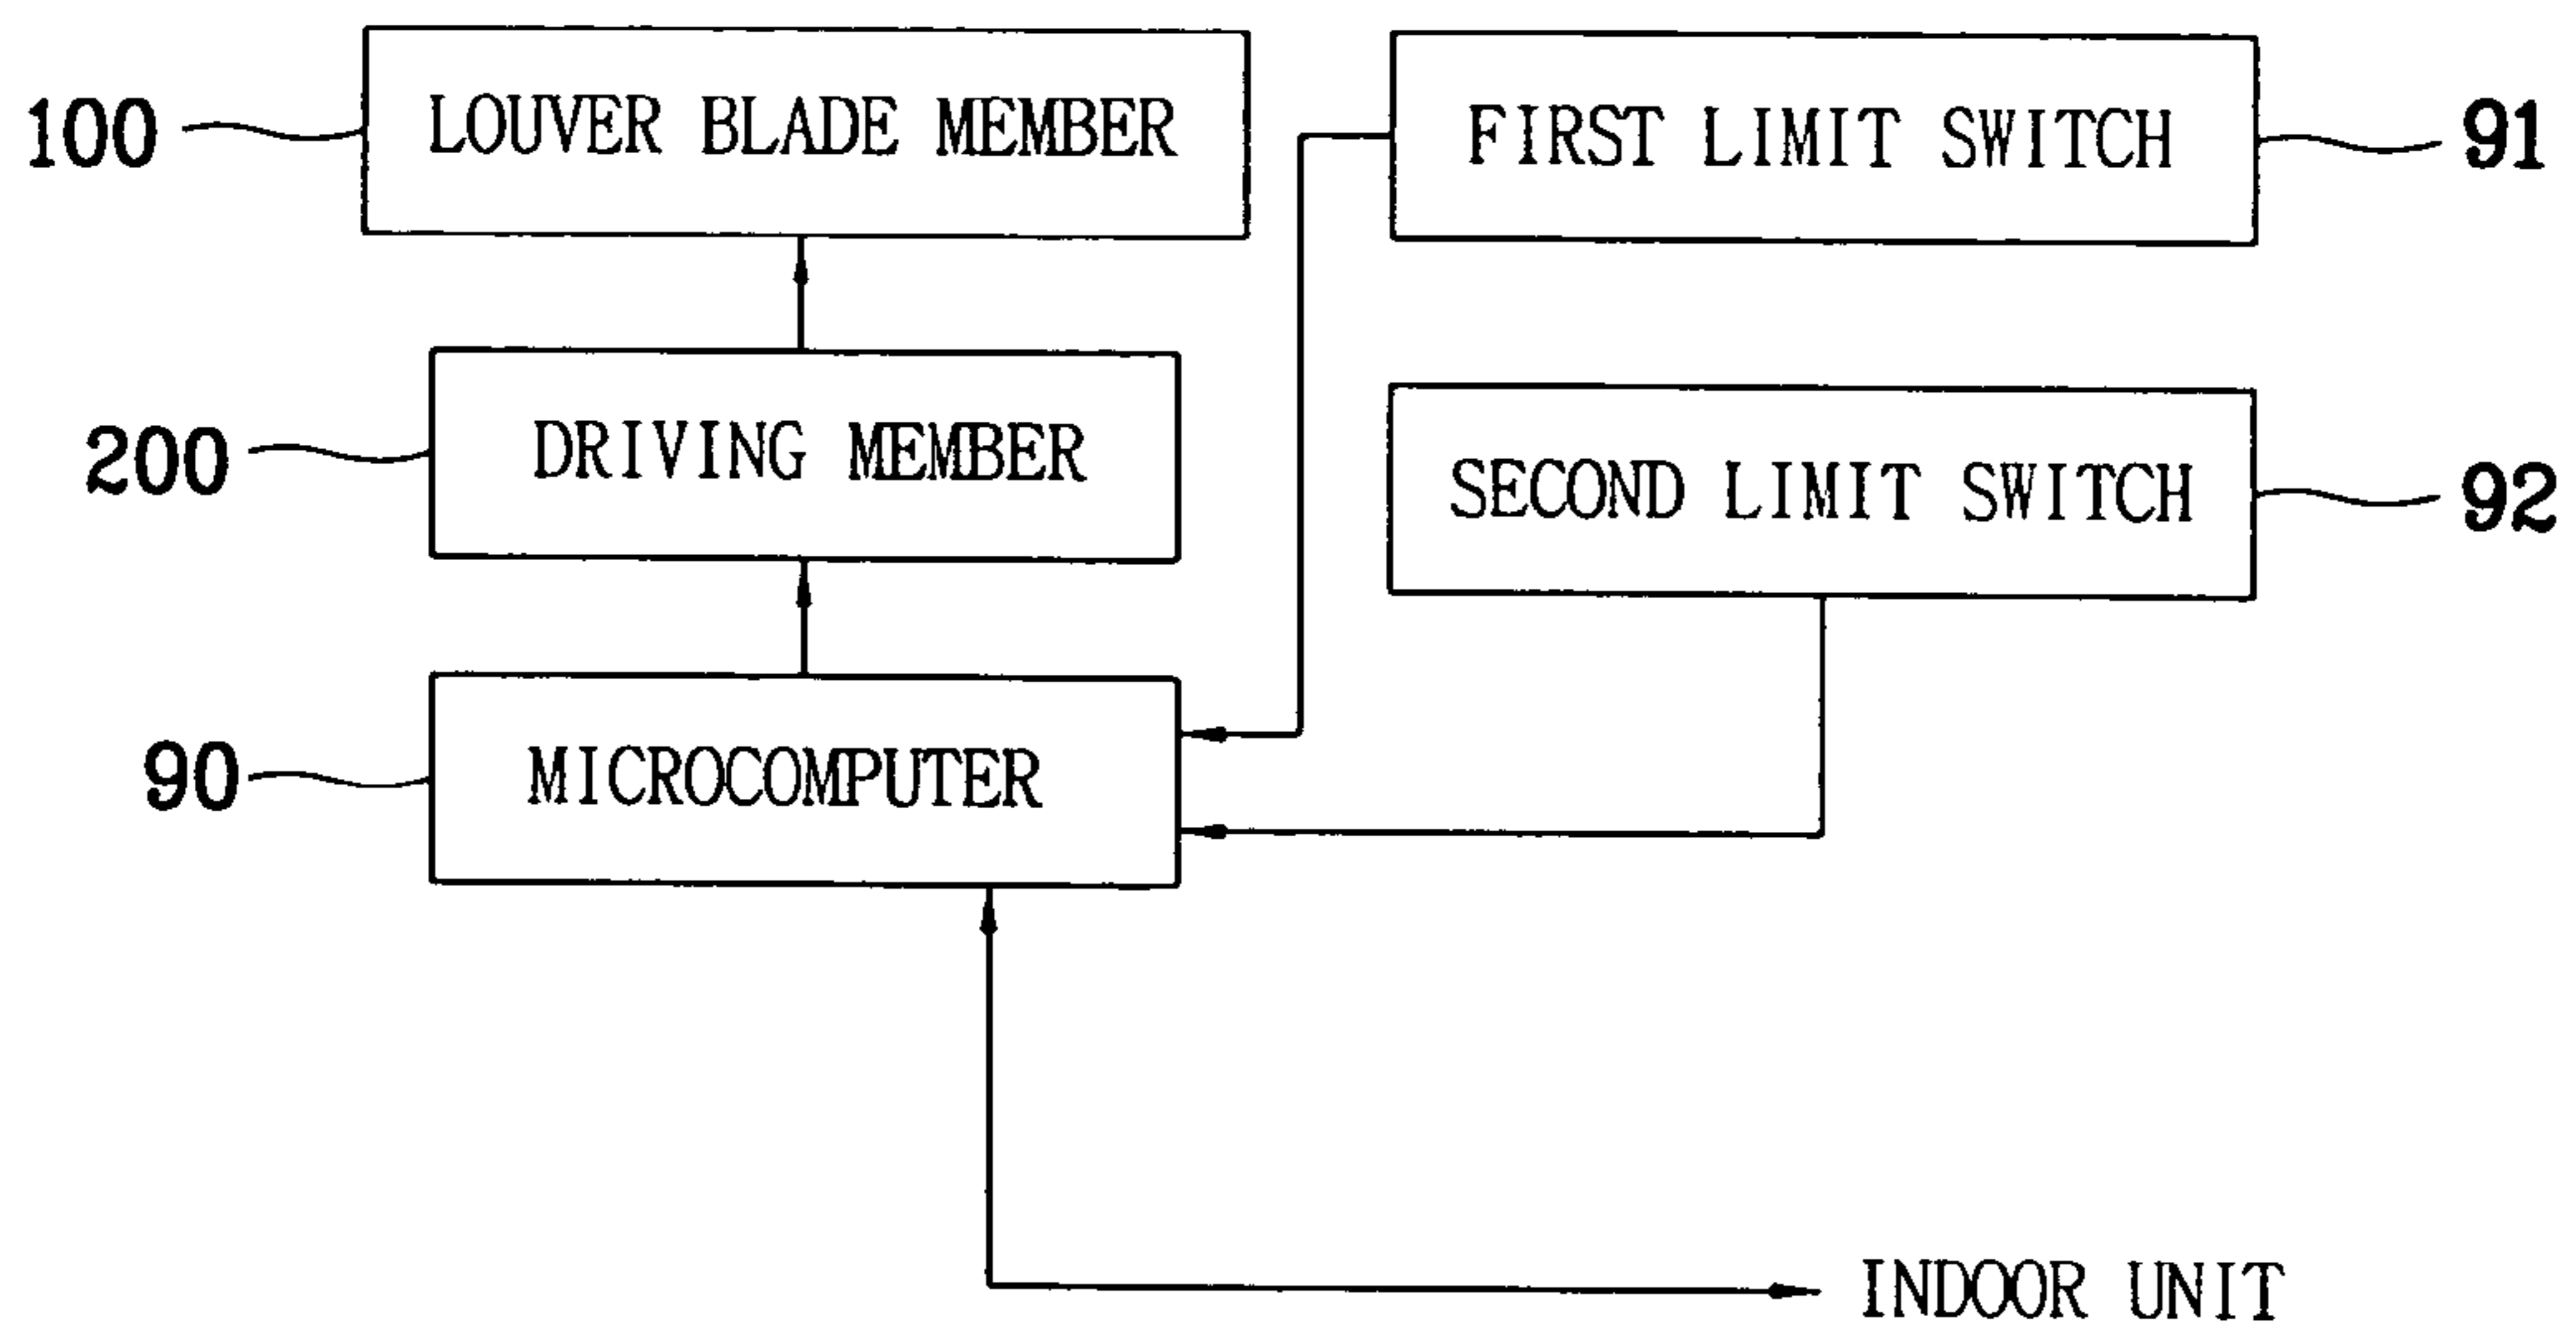 100
LOUVER BLADE MEMBER
FIRST LIMIT SWITCH
91
200
DRIVING MEMBER
SECOND LIMIT SWITCH
92
90
MICROCOMPUTER
INDOOR UNIT